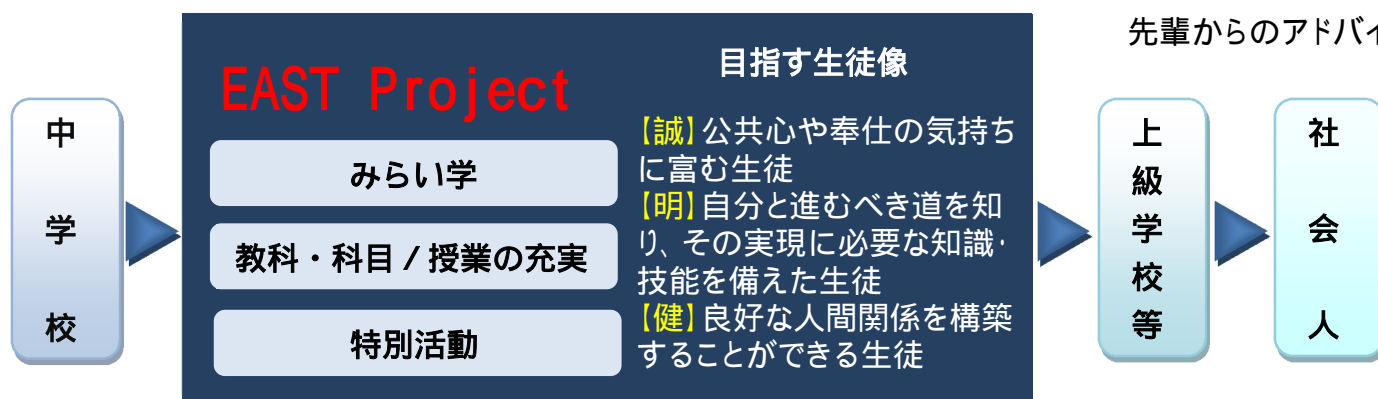 先輩からのアドバイ
中学校
EAST Project
みらい学
教科・科目/授業の充実
特別活動
目指す生徒像
【誠】公共心や奉仕の気持ち
に富む生徒
【明】自分と進むべき道を知
り、その実現に必要な知識・
技能を備えた生徒
【健】良好な人間関係を構築
することができる生徒
上級学校等
社会人